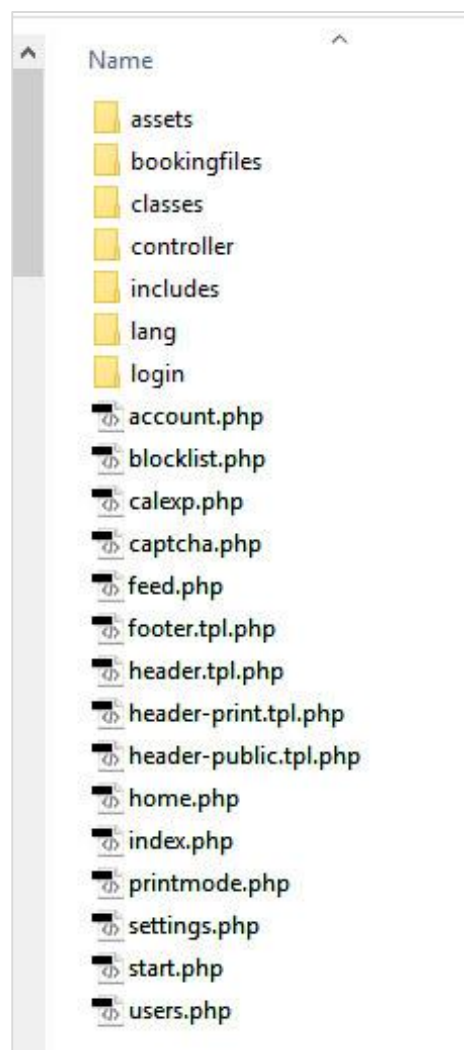 Name
assets
bookingfiles
classes
controller
includes
lang
login
account.php
blocklist.php
calexp.php
captcha.php
feed.php
footer.tpl.php
header.tpl.php
header-print.tpl.php
header-public.tpl.php
home.php
index.php
printmode.php
settings.php
start.php
users.php